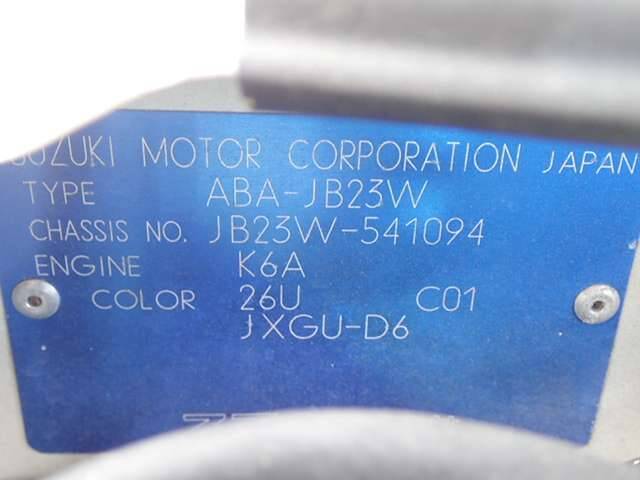 SUZUKI MOTOR CORPORATION JAPAN
TYPE ABA-JB23W
CHASSIS NO. JB23W-541094
ENGINE K6A
COLOR 26U C01
JXGU-D6